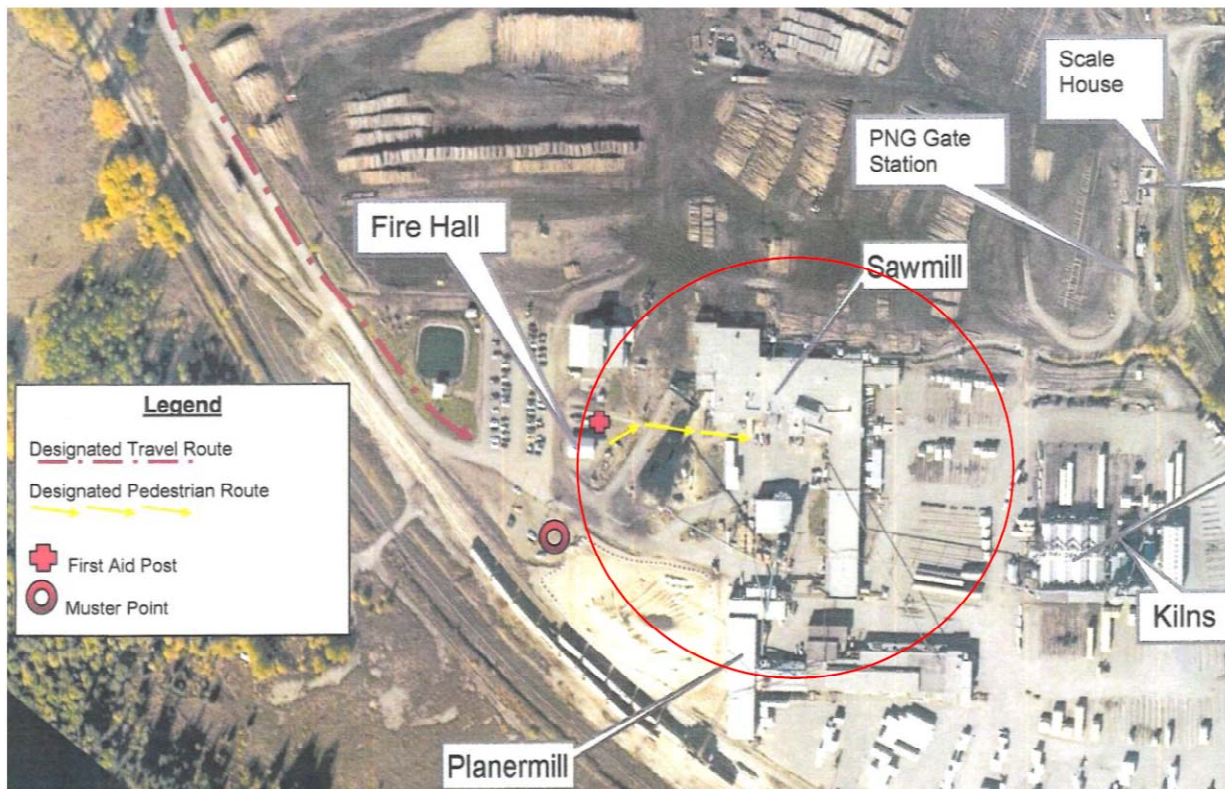 Scale
House
PNG Gate
Station
Fire Hall
Sawmill
Legend
Designated Travel Route
Designated Pedestrian Route
First Aid Post
Muster Point
Kilns
Planermill